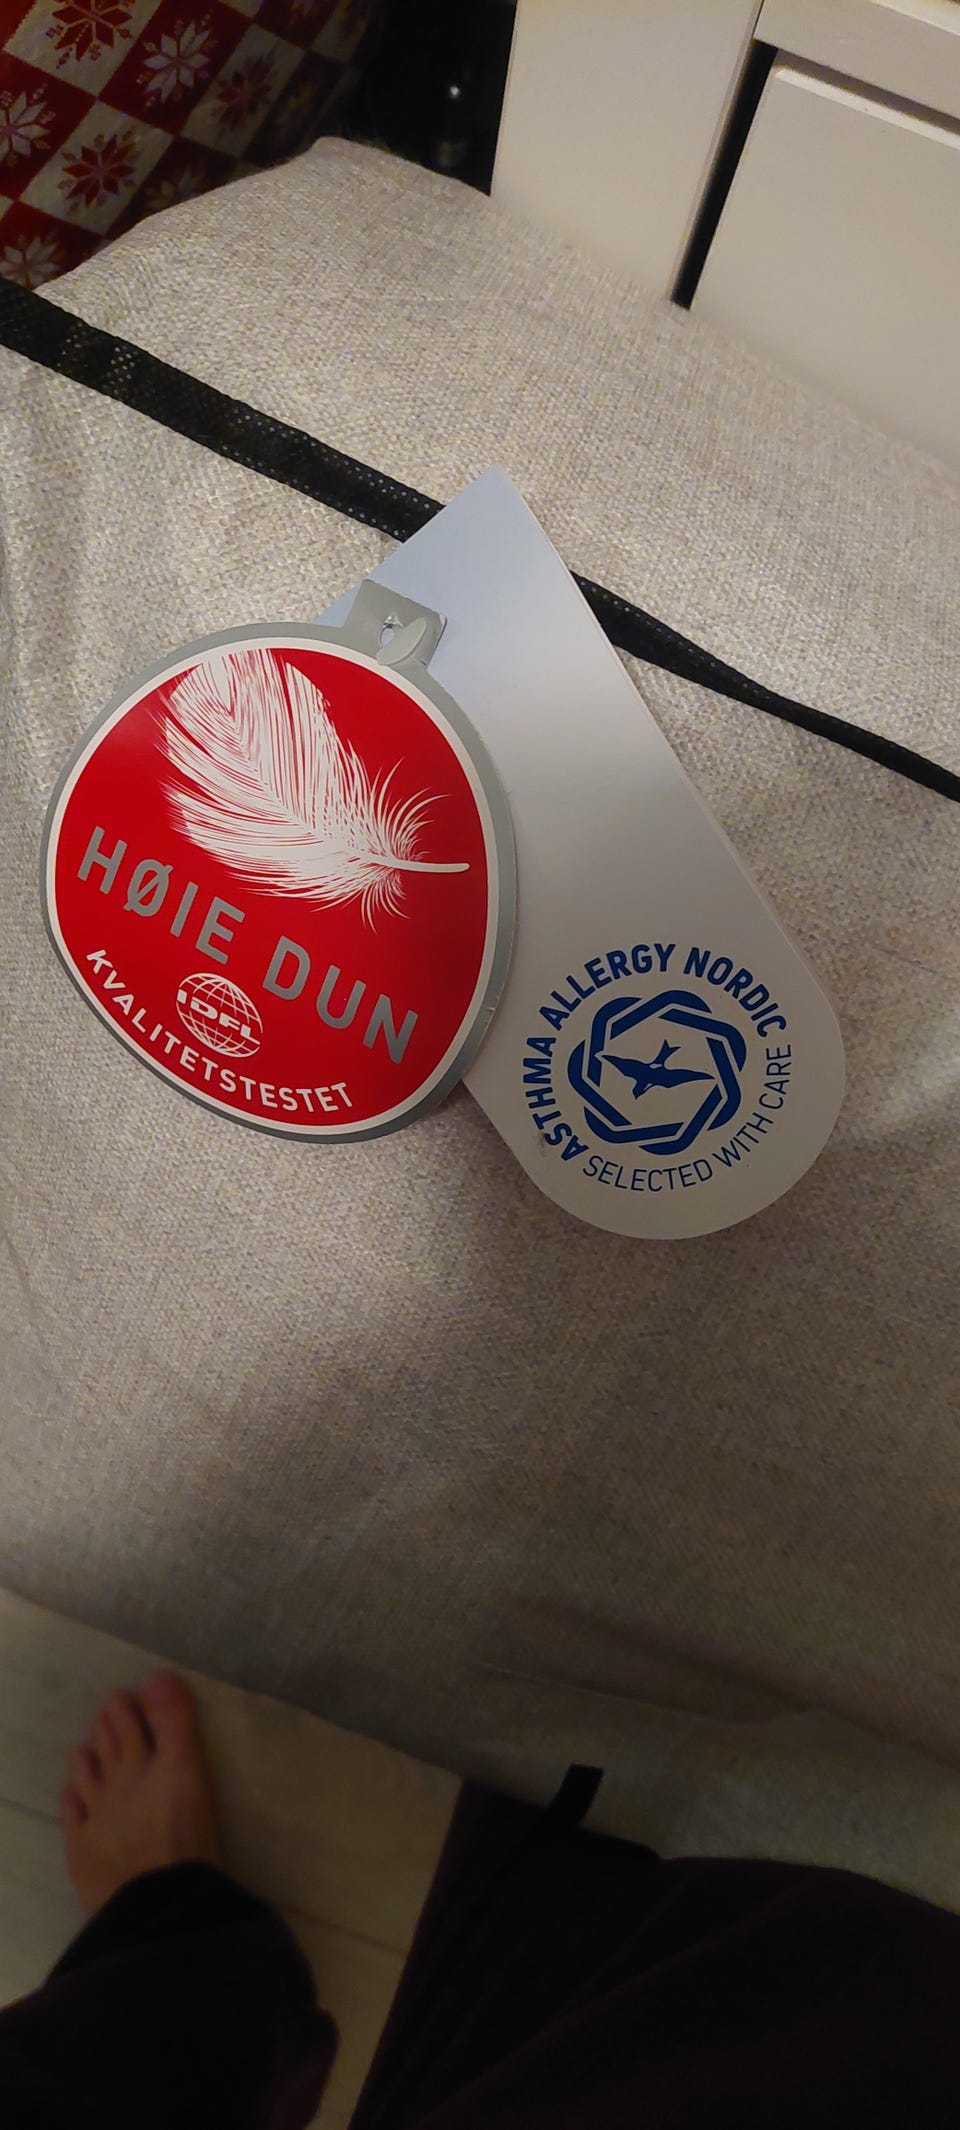 HØIE DUN
IDFL
KVALITETSTESTET
ASTHMA ALLERGY NORDIC
SELECTED WITH CARE